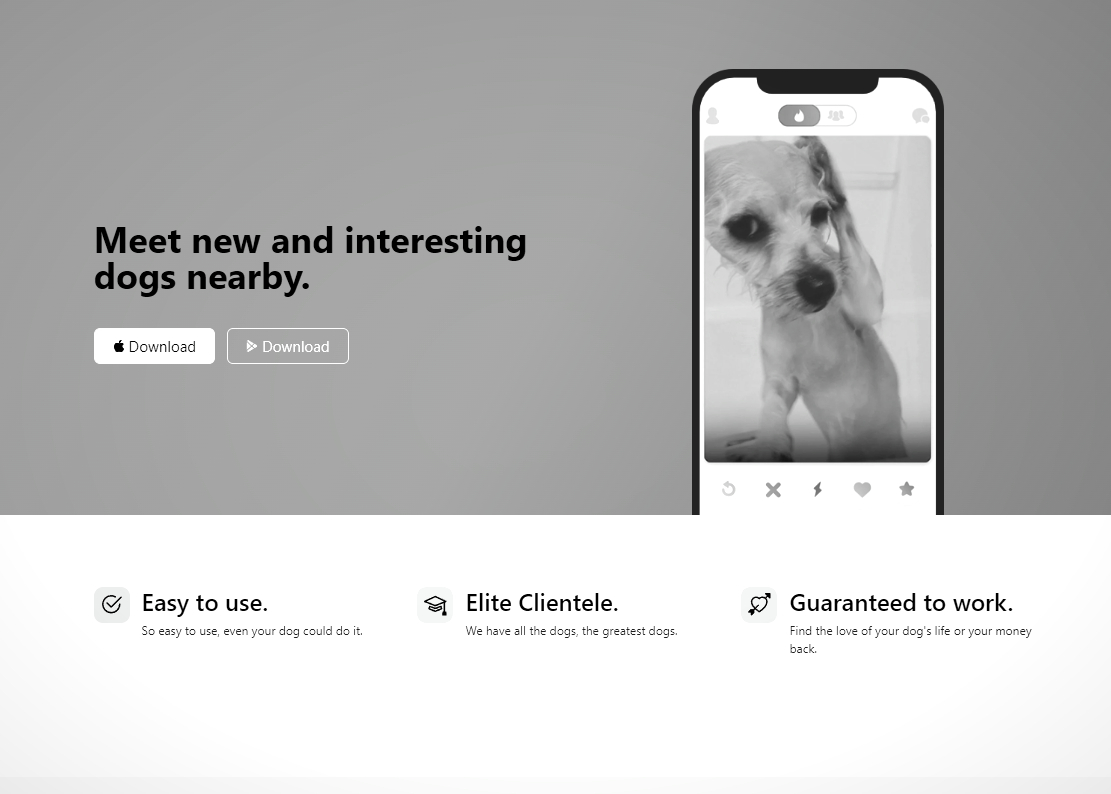 Meet new and interesting
dogs nearby.
Download
Download
Easy to use.
So easy to use, even your dog could do it.
Elite Clientele.
We have all the dogs, the greatest dogs.
Guaranteed to work.
Find the love of your dog's life or your money
back.